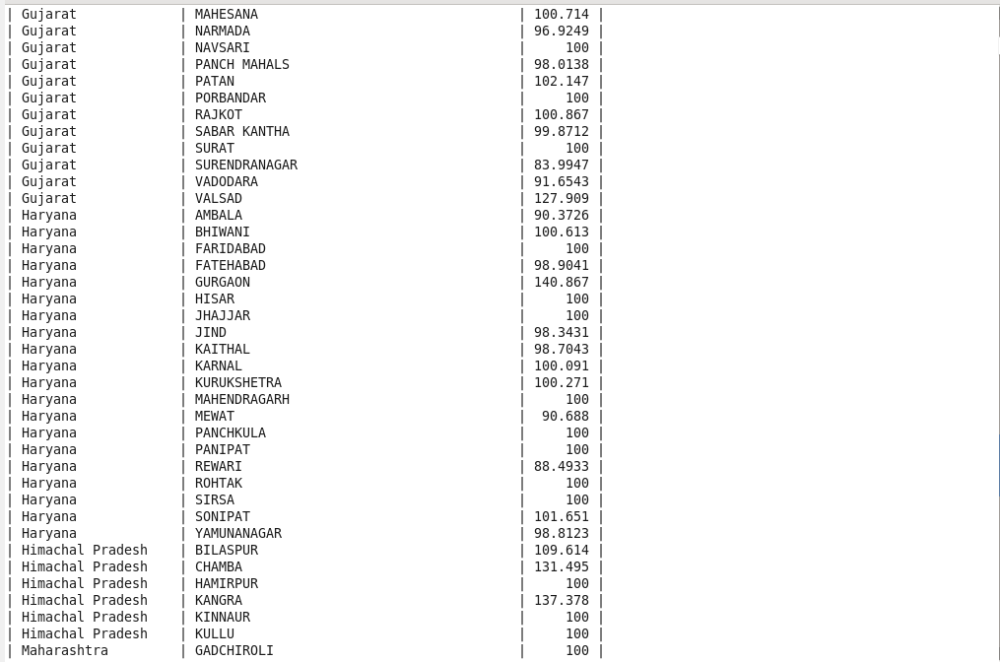 | Gujarat | MAHESANA | 100.714 |
| Gujarat | NARMADA | 96.9249 |
| Gujarat | NAVSARI | 100 |
| Gujarat | PANCH MAHALS | 98.0138 |
| Gujarat | PATAN | 102.147 |
| Gujarat | PORBANDAR | 100 |
| Gujarat | RAJKOT | 100.867 |
| Gujarat | SABAR KANTHA | 99.8712 |
| Gujarat | SURAT | 100 |
| Gujarat | SURENDRANAGAR | 83.9947 |
| Gujarat | VADODARA | 91.6543 |
| Gujarat | VALSAD | 127.909 |
| Haryana | AMBALA | 90.3726 |
| Haryana | BHIWANI | 100.613 |
| Haryana | FARIDABAD | 100 |
| Haryana | FATEHABAD | 98.9041 |
| Haryana | GURGAON | 140.867 |
| Haryana | HISAR | 100 |
| Haryana | JHAJJAR | 100 |
| Haryana | JIND | 98.3431 |
| Haryana | KAITHAL | 98.7043 |
| Haryana | KARNAL | 100.091 |
| Haryana | KURUKSHETRA | 100.271 |
| Haryana | MAHENDRAGARH | 100 |
| Haryana | MEWAT | 90.688 |
| Haryana | PANCHKULA | 100 |
| Haryana | PANIPAT | 100 |
| Haryana | REWARI | 88.4933 |
| Haryana | ROHTAK | 100 |
| Haryana | SIRSA | 100 |
| Haryana | SONIPAT | 101.651 |
| Haryana | YAMUNANAGAR | 98.8123 |
| Himachal Pradesh | BILASPUR | 109.614 |
| Himachal Pradesh | CHAMBA | 131.495 |
| Himachal Pradesh | HAMIRPUR | 100 |
| Himachal Pradesh | KANGRA | 137.378 |
| Himachal Pradesh | KINNAUR | 100 |
| Himachal Pradesh | KULLU | 100 |
| Maharashtra | GADCHIROLI | 100 |